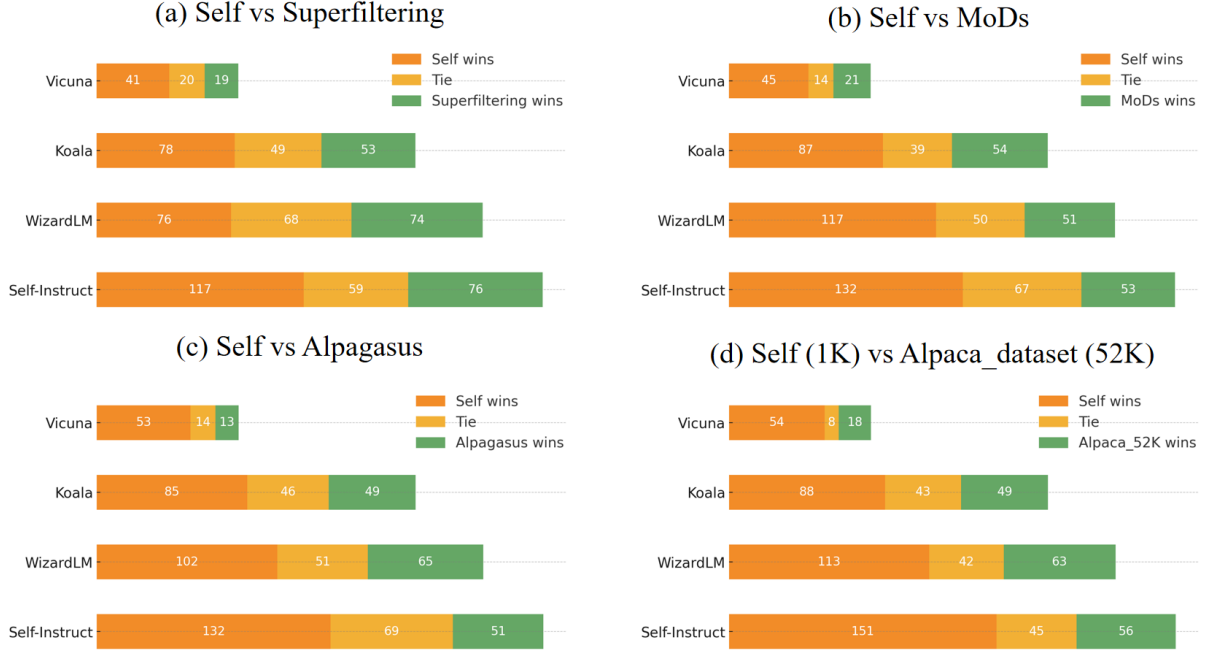 (a) Self vs Superfiltering
Self wins
Tie
Superfiltering wins
Vicuna 41 20 19
Koala 78 49 53
WizardLM 76 68 74
Self-Instruct 117 59 76
(b) Self vs MoDs
Self wins
Tie
MoDs wins
Vicuna 45 14 21
Koala 87 39 54
WizardLM 117 50 51
Self-Instruct 132 67 53
(c) Self vs Alpagasus
Self wins
Tie
Alpagasus wins
Vicuna 53 14 13
Koala 85 46 49
WizardLM 102 51 65
Self-Instruct 132 69 51
(d) Self (1K) vs Alpaca_dataset (52K)
Self wins
Tie
Alpaca_52K wins
Vicuna 54 8 18
Koala 88 43 49
WizardLM 113 42 63
Self-Instruct 151 45 56